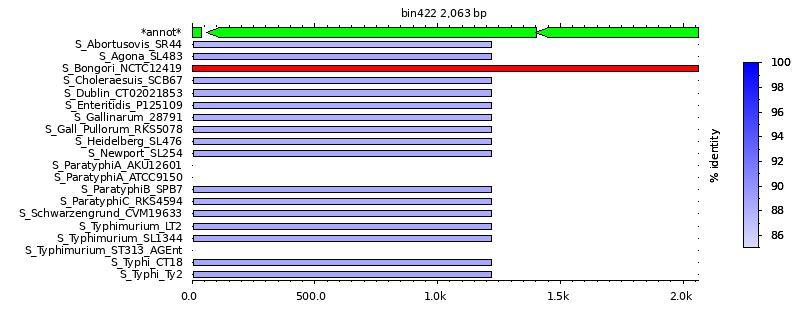 bin422 2,063 bp
*annot*
S_Abortusovis_SR44
S_Agona_SL483
S_Bongori_NCTC12419
S_Choleraesuis_SCB67
S_Dublin_CT02021853
S_Enteritidis_P125109
S_Gallinarum_28791
S_Gall_Pullorum_RKS5078
S_Heidelberg_SL476
S_Newport_SL254
S_ParatyphiA_AKU12601
S_ParatyphiA_ATCC9150
S_ParatyphiB_SPB7
S_ParatyphiC_RKS4594
S_Schwarzengrund_CVM19633
S_Typhimurium_LT2
S_Typhimurium_SL1344
S_Typhimurium_ST313_AGEnt
S_Typhi_CT18
S_Typhi_Ty2
0.0 500.0 1.0k 1.5k 2.0k
% identity
100
98
96
94
92
90
88
86